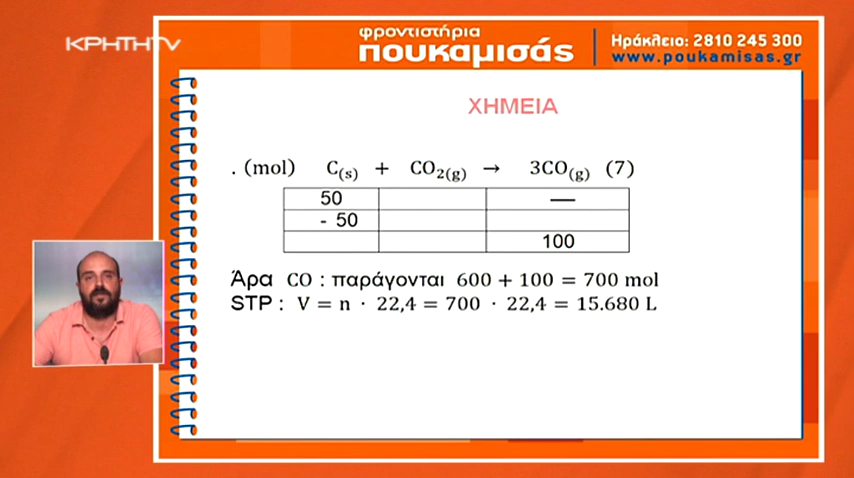 ΚΡΗΤΗTV
φροντιστήρια
πουκαμισάς
Ηράκλειο: 2810 245 300
www.poukamisas.gr
ΧΗΜΕΙΑ
. (mol) C(s) + CO2(g) → 3CO(g) (7)
50 —
- 50
100
Άρα CO : παράγονται 600 + 100 = 700 mol
STP : V = n · 22,4 = 700 · 22,4 = 15.680 L